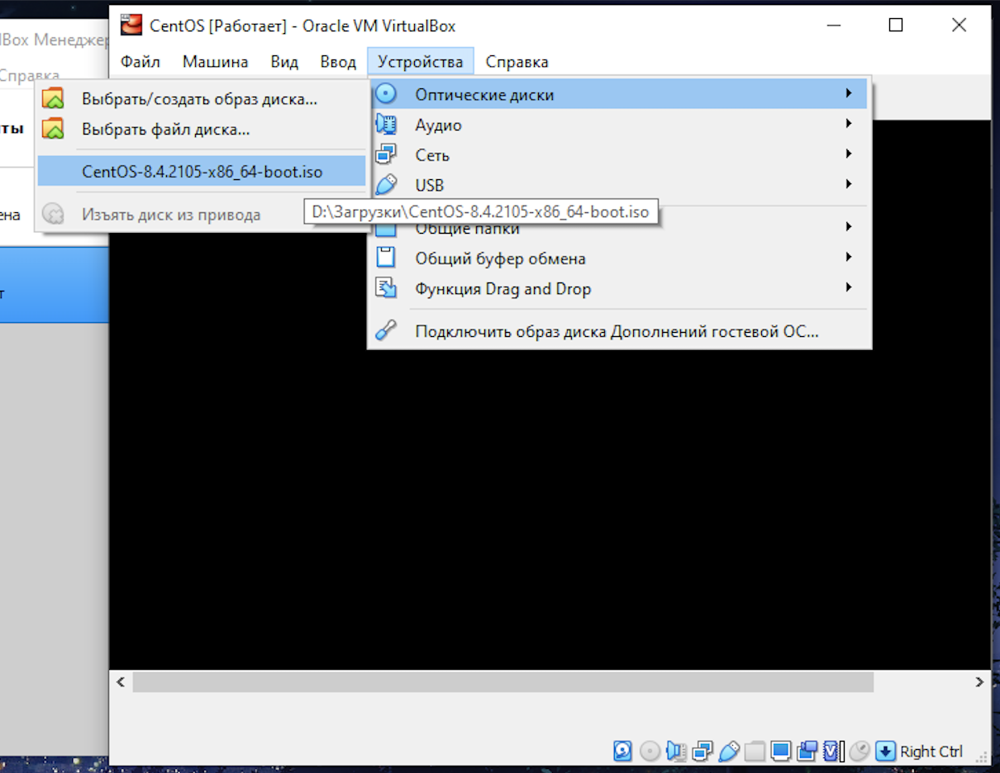 CentOS [Работает] - Oracle VM VirtualBox
lBox Менеджер
Файл Машина Вид Ввод Устройства Справка
Справка
Выбрать/создать образ диска...
Выбрать файл диска...
CentOS-8.4.2105-x86_64-boot.iso
Изъять диск из привода
Оптические диски
Аудио
Сеть
USB
D:\Загрузки\CentOS-8.4.2105-x86_64-boot.iso
Общие папки
Общий буфер обмена
Функция Drag and Drop
Подключить образ диска Дополнений гостевой ОС...
Right Ctrl